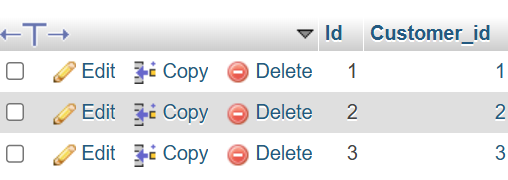 Id Customer_id
Edit Copy Delete 1 1
Edit Copy Delete 2 2
Edit Copy Delete 3 3